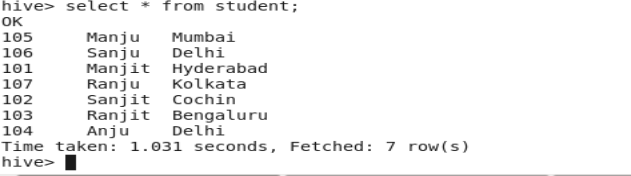 hive> select * from student;
OK
105 Manju Mumbai
106 Sanju Delhi
101 Manjit Hyderabad
107 Ranju Kolkata
102 Sanjit Cochin
103 Ranjit Bengaluru
104 Anju Delhi
Time taken: 1.031 seconds, Fetched: 7 row(s)
hive>